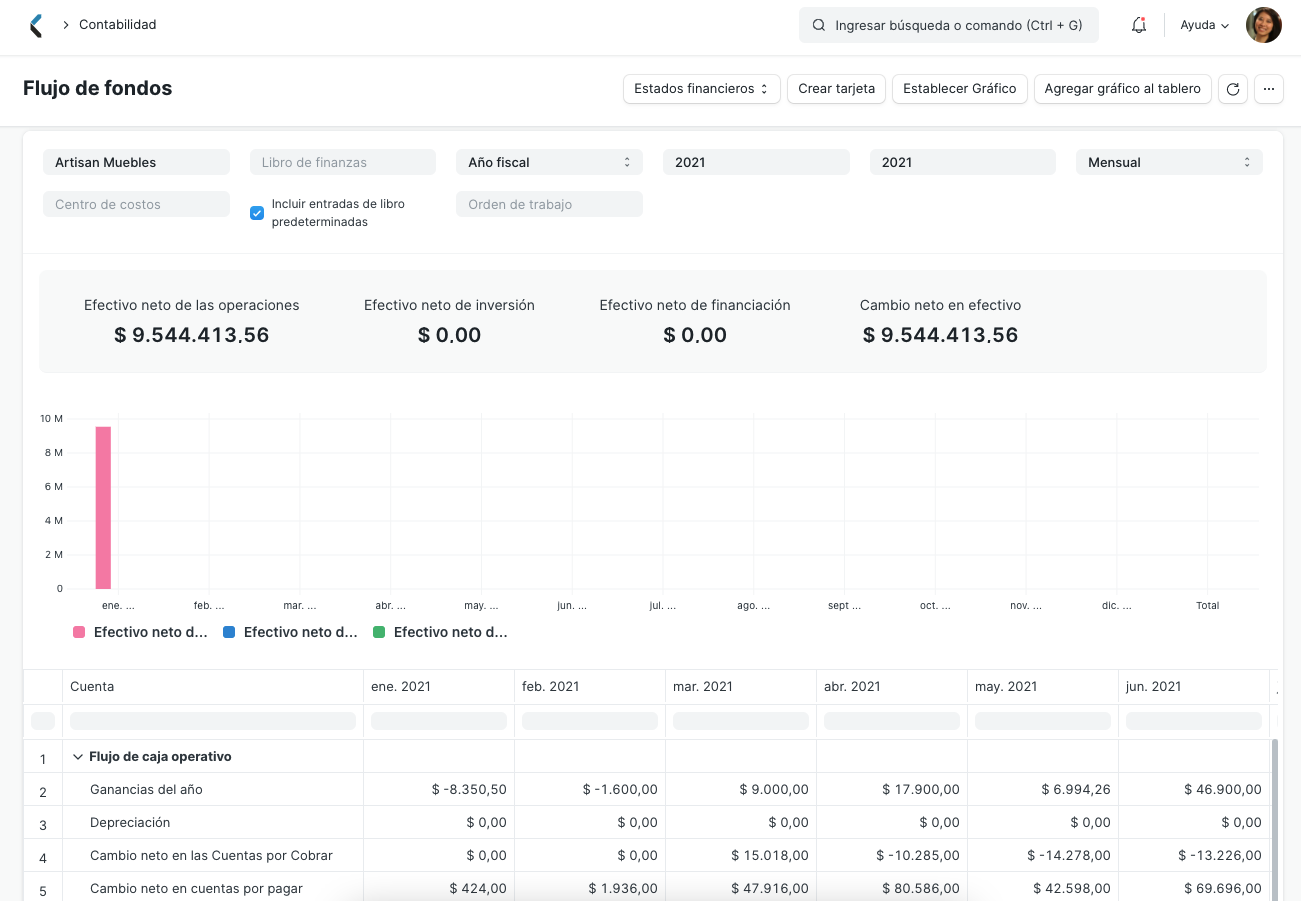 Contabilidad
Ingresar búsqueda o comando (Ctrl + G)
Ayuda
Flujo de fondos
Estados financieros
Crear tarjeta
Establecer Gráfico
Agregar gráfico al tablero
...
Artisan Muebles
Libro de finanzas
Año fiscal
2021
2021
Mensual
Centro de costos
Incluir entradas de libro
predeterminadas
Orden de trabajo
Efectivo neto de las operaciones
Efectivo neto de inversión
Efectivo neto de financiación
Cambio neto en efectivo
$ 9.544.413,56
$ 0,00
$ 0,00
$ 9.544.413,56
10 M
8 M
6 M
4 M
2 M
0
ene. ... feb. ... mar. ... abr. ... may. ... jun. ... jul. ... ago. ... sept ... oct. ... nov. ... dic. ... Total
Efectivo neto d... Efectivo neto d... Efectivo neto d...
Cuenta ene. 2021 feb. 2021 mar. 2021 abr. 2021 may. 2021 jun. 2021
1 Flujo de caja operativo
2 Ganancias del año $ -8.350,50 $ -1.600,00 $ 9.000,00 $ 17.900,00 $ 6.994,26 $ 46.900,00
3 Depreciación $ 0,00 $ 0,00 $ 0,00 $ 0,00 $ 0,00 $ 0,00
4 Cambio neto en las Cuentas por Cobrar $ 0,00 $ 0,00 $ 15.018,00 $ -10.285,00 $ -14.278,00 $ -13.226,00
5 Cambio neto en cuentas por pagar $ 424,00 $ 1.936,00 $ 47.916,00 $ 80.586,00 $ 42.598,00 $ 69.696,00